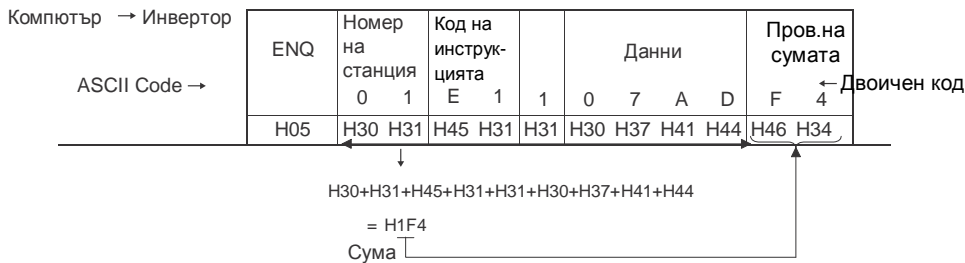 Компютър → Инвертор
ENQ
Номер
на
станция
Код на
инструк-
цията
Данни
Пров.на
сумата
ASCII Code →
← Двоичен код
0 1 E 1 1 0 7 A D F 4
H05 H30 H31 H45 H31 H31 H30 H37 H41 H44 H46 H34
H30+H31+H45+H31+H31+H30+H37+H41+H44
= H1F4
Сума